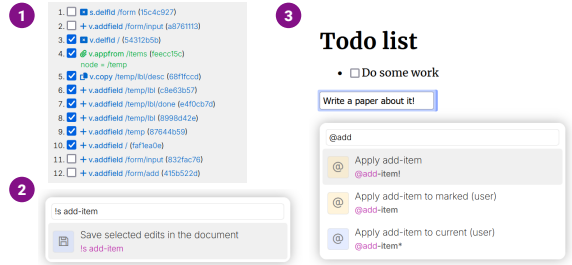 1
1. s.delfid /form (15c4c927)
2. + v.addfield /form/input (a8761113)
3. v.delfid / (54312b5b)
4. v.appfrom /items (feecc15c)
node = /temp
5. v.copy /temp/lbl/desc (68f1fccd)
6. + v.addfield /temp/lbl (c8e63b57)
7. + v.addfield /temp/lbl/done (e4f0cb7d)
8. + v.addfield /temp/lbl (8998d42e)
9. + v.addfield /temp (87644b59)
10. + v.addfield / (faf1ea0e)
11. + v.addfield /form/input (832fac76)
12. + v.addfield /form/add (415b522d)
2
!s add-item
Save selected edits in the document
!s add-item
3
Todo list
• Do some work
Write a paper about it!
@add
@ Apply add-item
@add-item!
@ Apply add-item to marked (user)
@add-item
@ Apply add-item to current (user)
@add-item*